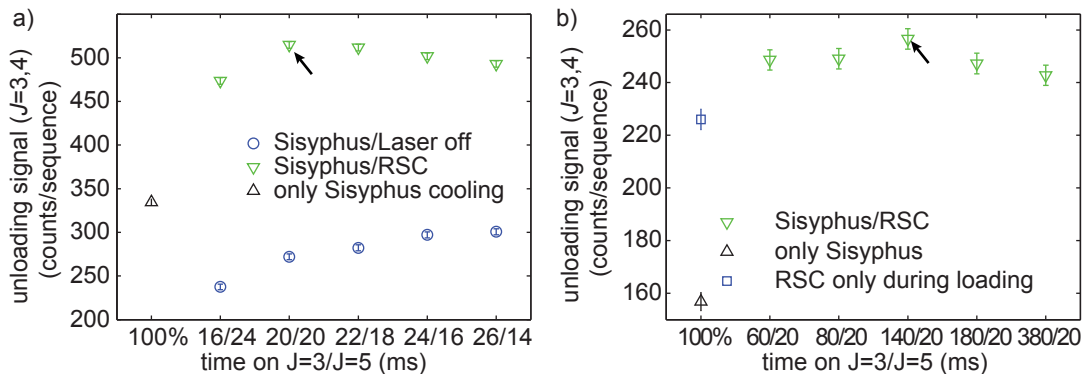 a)
unloading signal (J=3,4)
(counts/sequence)
500
450
400
350
300
250
200
Sisyphus/Laser off
Sisyphus/RSC
only Sisyphus cooling
100% 16/24 20/20 22/18 24/16 26/14
time on J=3/J=5 (ms)
b)
unloading signal (J=3,4)
(counts/sequence)
260
240
220
200
180
160
Sisyphus/RSC
only Sisyphus
RSC only during loading
100% 60/20 80/20 140/20 180/20 380/20
time on J=3/J=5 (ms)